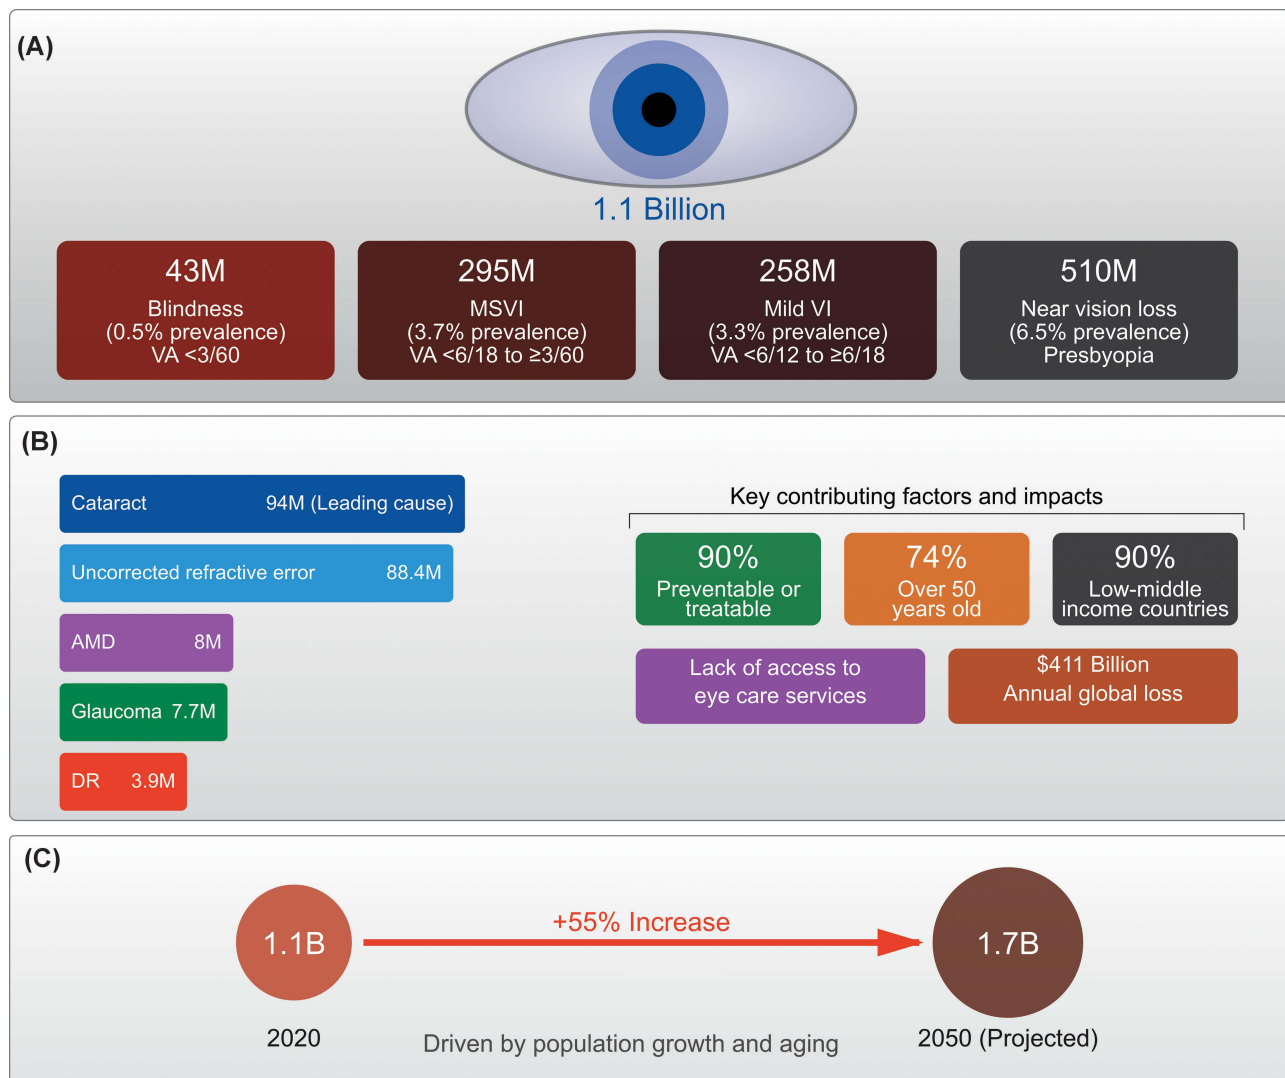 (A)
1.1 Billion
43M
Blindness
(0.5% prevalence)
VA <3/60
295M
MSVI
(3.7% prevalence)
VA <6/18 to ≥3/60
258M
Mild VI
(3.3% prevalence)
VA <6/12 to ≥6/18
510M
Near vision loss
(6.5% prevalence)
Presbyopia
(B)
Cataract 94M (Leading cause)
Uncorrected refractive error 88.4M
AMD 8M
Glaucoma 7.7M
DR 3.9M
Key contributing factors and impacts
90%
Preventable or
treatable
74%
Over 50
years old
90%
Low-middle
income countries
Lack of access to
eye care services
$411 Billion
Annual global loss
(C)
1.1B
2020
+55% Increase
Driven by population growth and aging
1.7B
2050 (Projected)